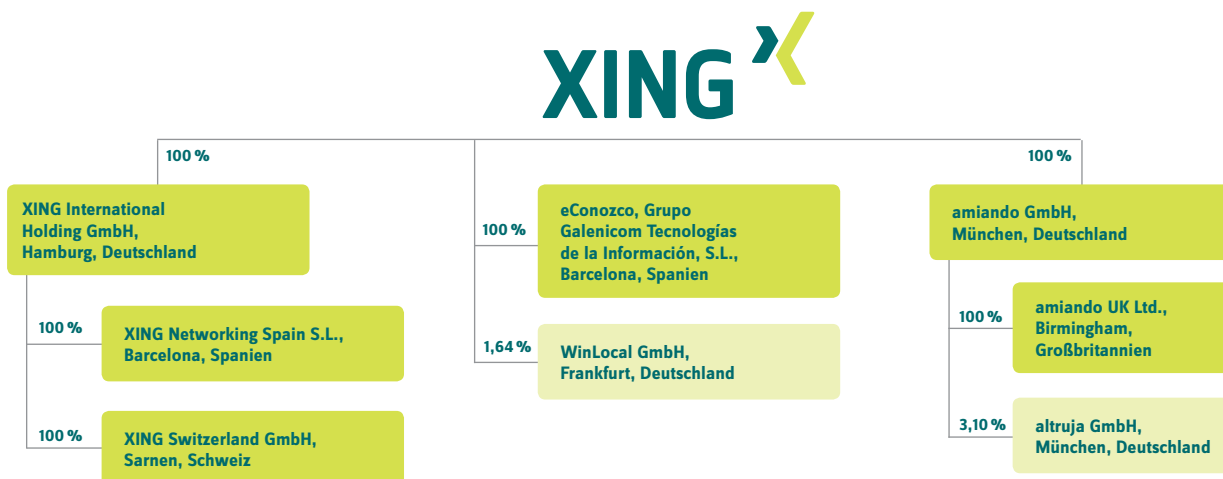 XING
100 %
XING International
Holding GmbH,
Hamburg, Deutschland
100 %
XING Networking Spain S.L.,
Barcelona, Spanien
100 %
XING Switzerland GmbH,
Sarnen, Schweiz
100 %
eConozco, Grupo
Galenicom Tecnologías
de la Información, S.L.,
Barcelona, Spanien
1,64 %
WinLocal GmbH,
Frankfurt, Deutschland
100 %
amiando GmbH,
München, Deutschland
100 %
amiando UK Ltd.,
Birmingham,
Großbritannien
3,10 %
altruja GmbH,
München, Deutschland